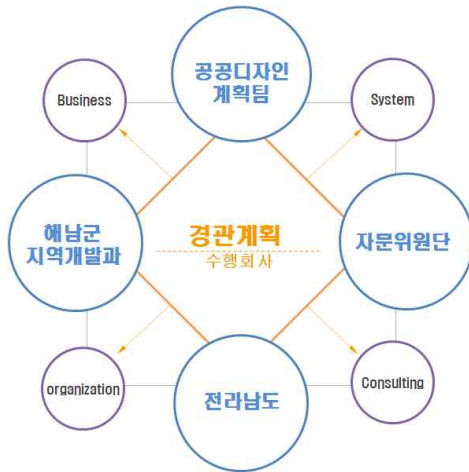 공공디자인
계획팀
Business
System
해남군
지역개발과
경관계획
수행회사
자문위원단
organization
전라남도
Consulting